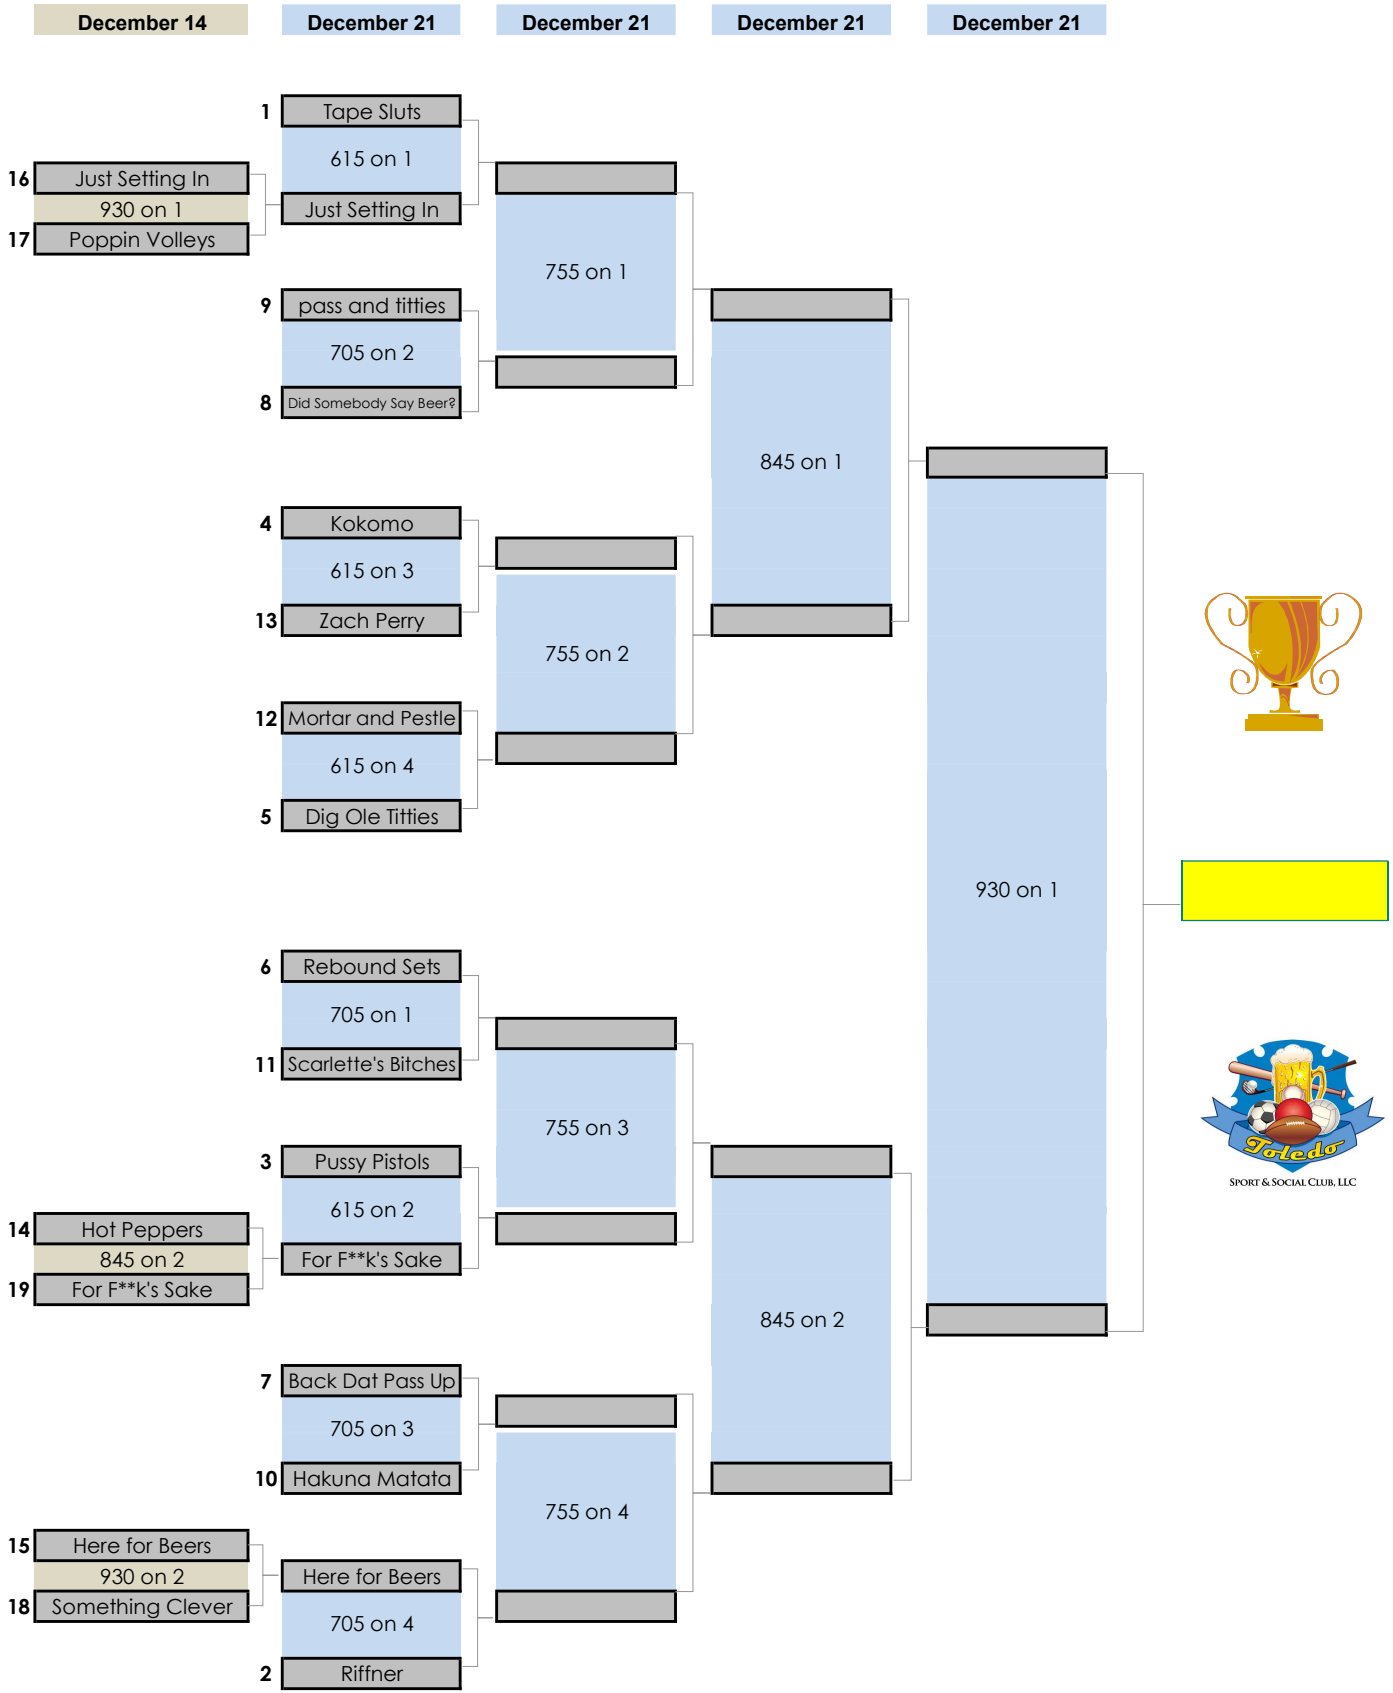 December 14
December 21
December 21
December 21
December 21
1 Tape Sluts
615 on 1
16 Just Setting In
930 on 1
Just Setting In
17 Poppin Volleys
755 on 1
9 pass and titties
705 on 2
8 Did Somebody Say Beer?
845 on 1
4 Kokomo
615 on 3
13 Zach Perry
755 on 2
12 Mortar and Pestle
615 on 4
5 Dig Ole Titties
930 on 1
6 Rebound Sets
705 on 1
11 Scarlette's Bitches
755 on 3
3 Pussy Pistols
615 on 2
14 Hot Peppers
845 on 2
For F**k's Sake
19 For F**k's Sake
845 on 2
7 Back Dat Pass Up
705 on 3
10 Hakuna Matata
755 on 4
15 Here for Beers
930 on 2
Here for Beers
18 Something Clever
705 on 4
2 Riffner
Toledo
SPORT & SOCIAL CLUB, LLC